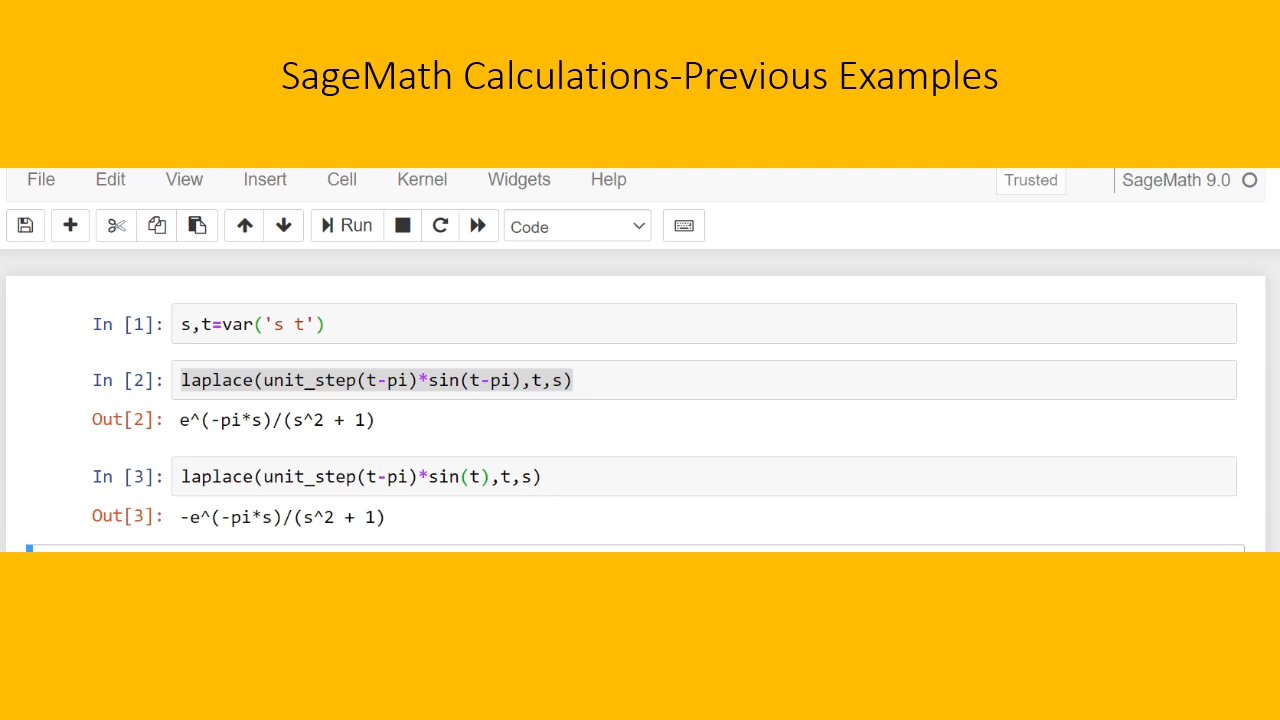 SageMath Calculations-Previous Examples
File Edit View Insert Cell Kernel Widgets Help Trusted SageMath 9.0
Run Code
In [1]: s,t=var('s t')
In [2]: laplace(unit_step(t-pi)*sin(t-pi),t,s)
Out[2]: e^(-pi*s)/(s^2 + 1)
In [3]: laplace(unit_step(t-pi)*sin(t),t,s)
Out[3]: -e^(-pi*s)/(s^2 + 1)